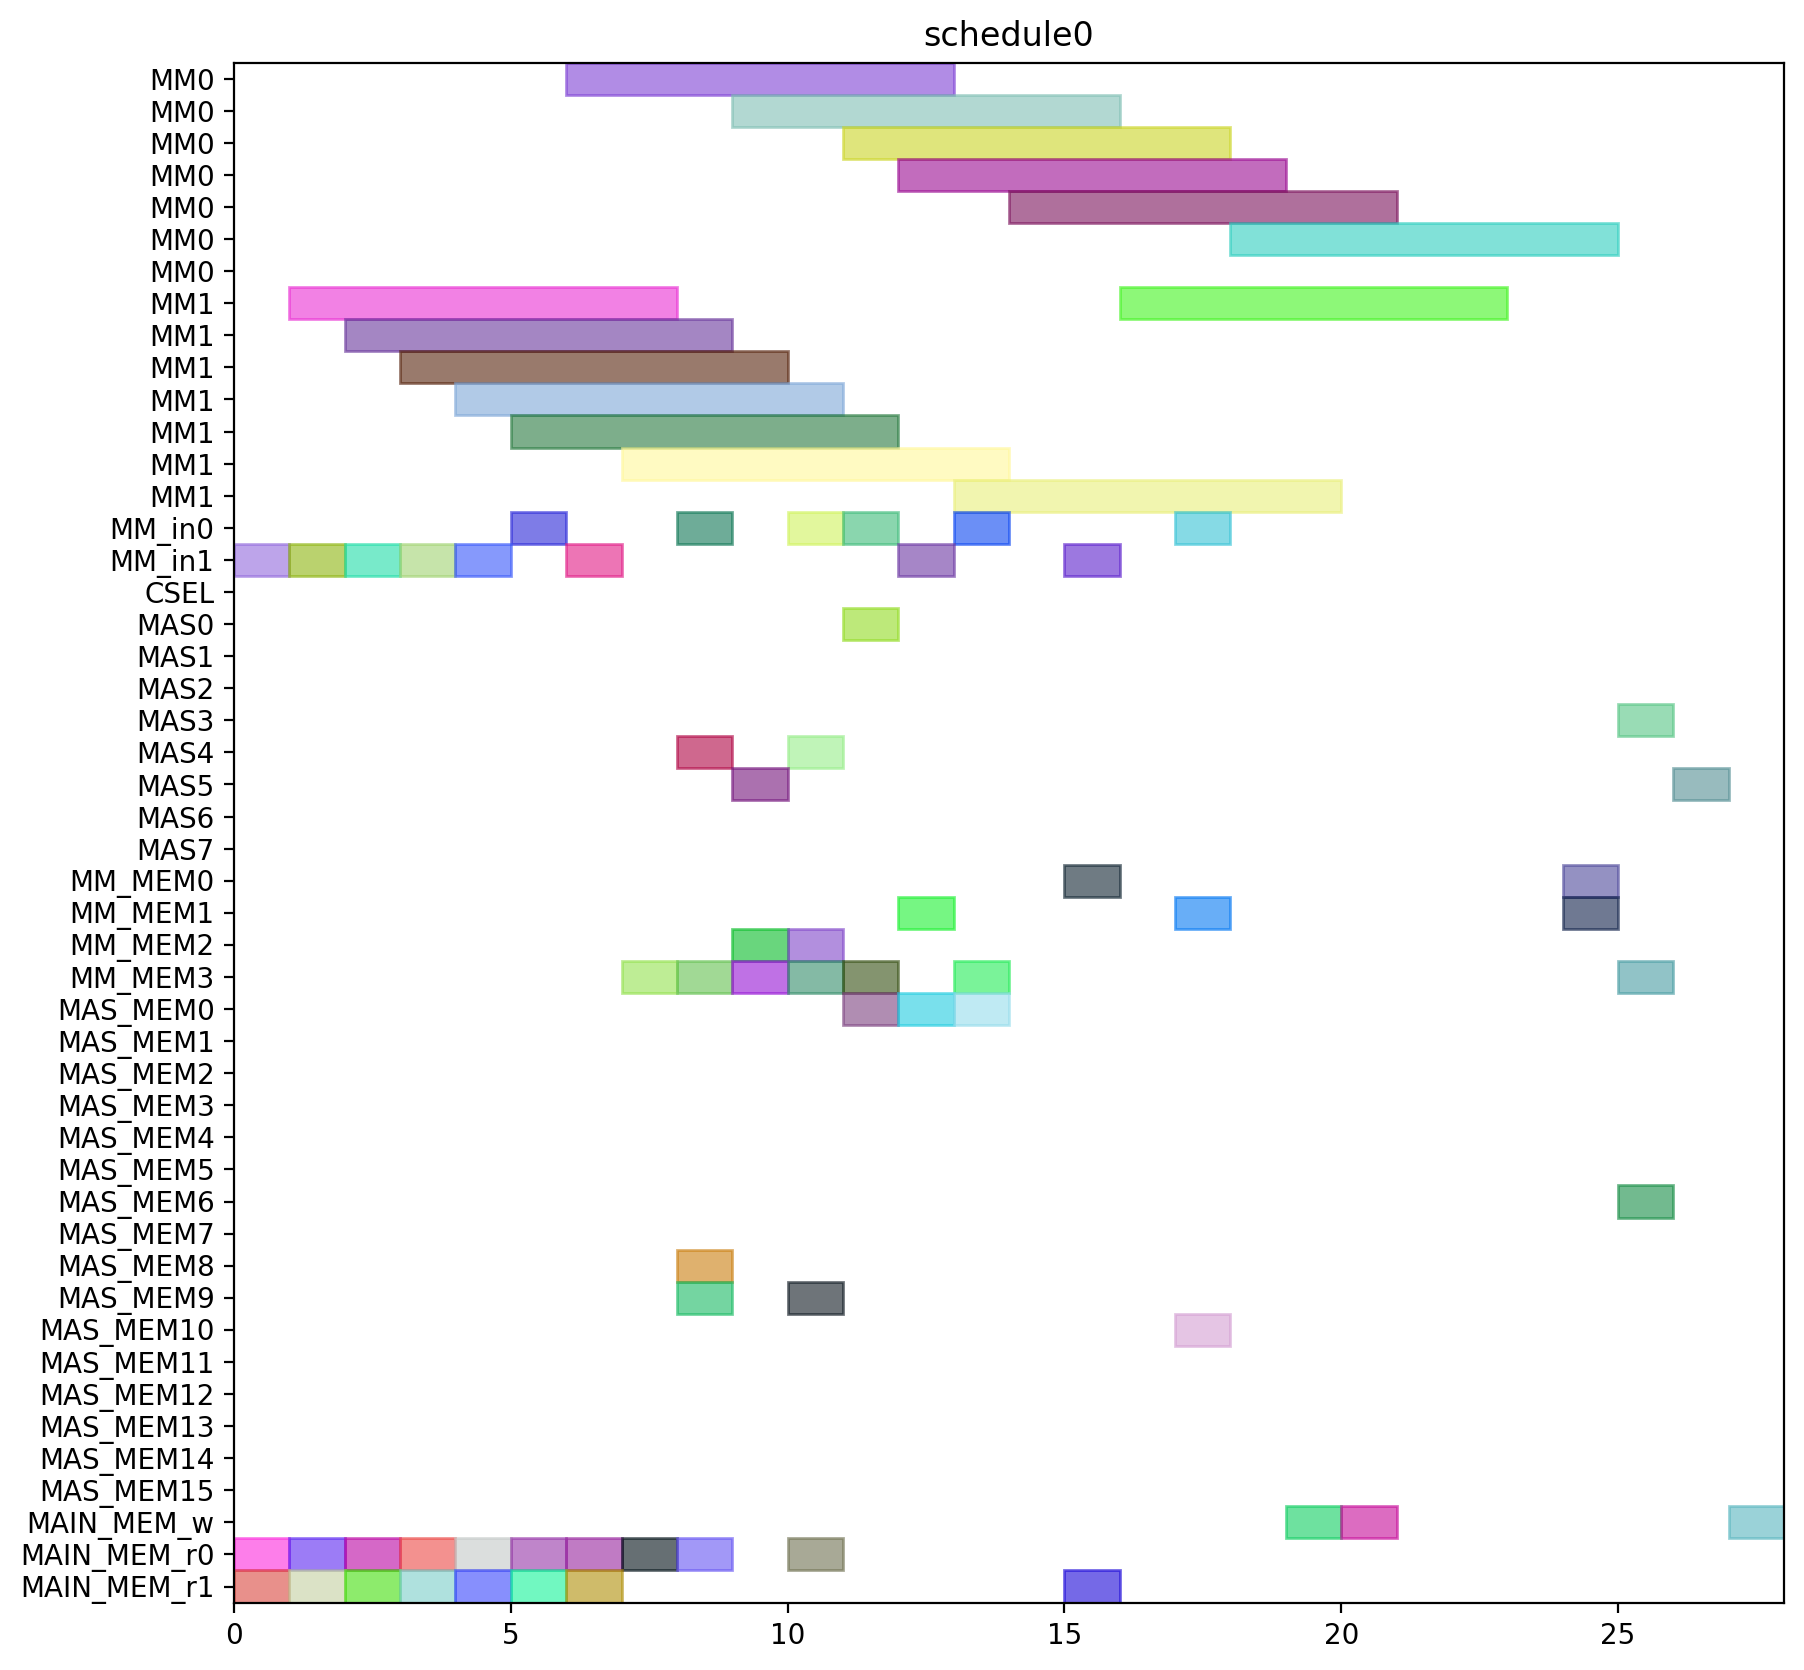 schedule0
MM0
MM0
MM0
MM0
MM0
MM0
MM0
MM1
MM1
MM1
MM1
MM1
MM1
MM1
MM_in0
MM_in1
CSEL
MAS0
MAS1
MAS2
MAS3
MAS4
MAS5
MAS6
MAS7
MM_MEM0
MM_MEM1
MM_MEM2
MM_MEM3
MAS_MEM0
MAS_MEM1
MAS_MEM2
MAS_MEM3
MAS_MEM4
MAS_MEM5
MAS_MEM6
MAS_MEM7
MAS_MEM8
MAS_MEM9
MAS_MEM10
MAS_MEM11
MAS_MEM12
MAS_MEM13
MAS_MEM14
MAS_MEM15
MAIN_MEM_w
MAIN_MEM_r0
MAIN_MEM_r1
0 5 10 15 20 25